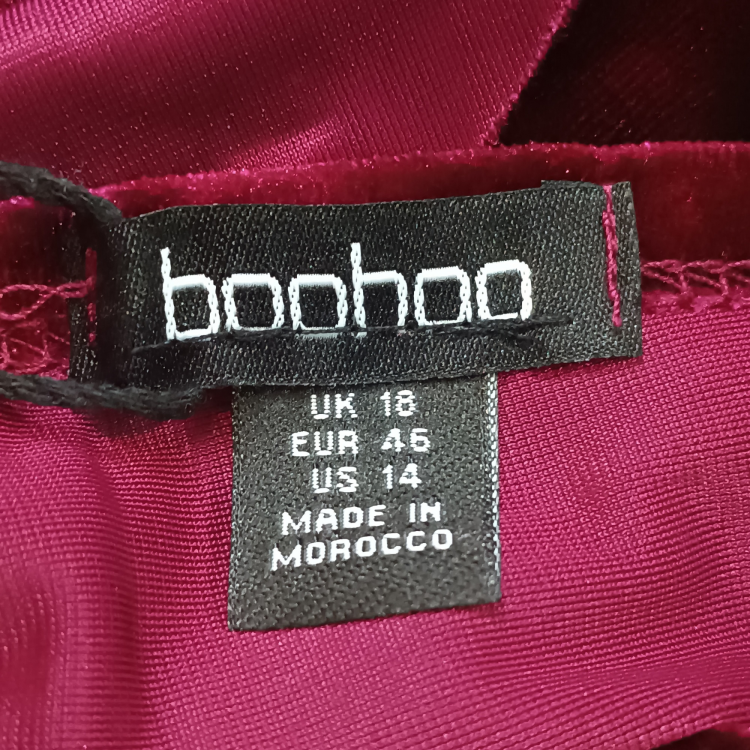 boohoo
UK 18
EUR 46
US 14
MADE IN
MOROCCO